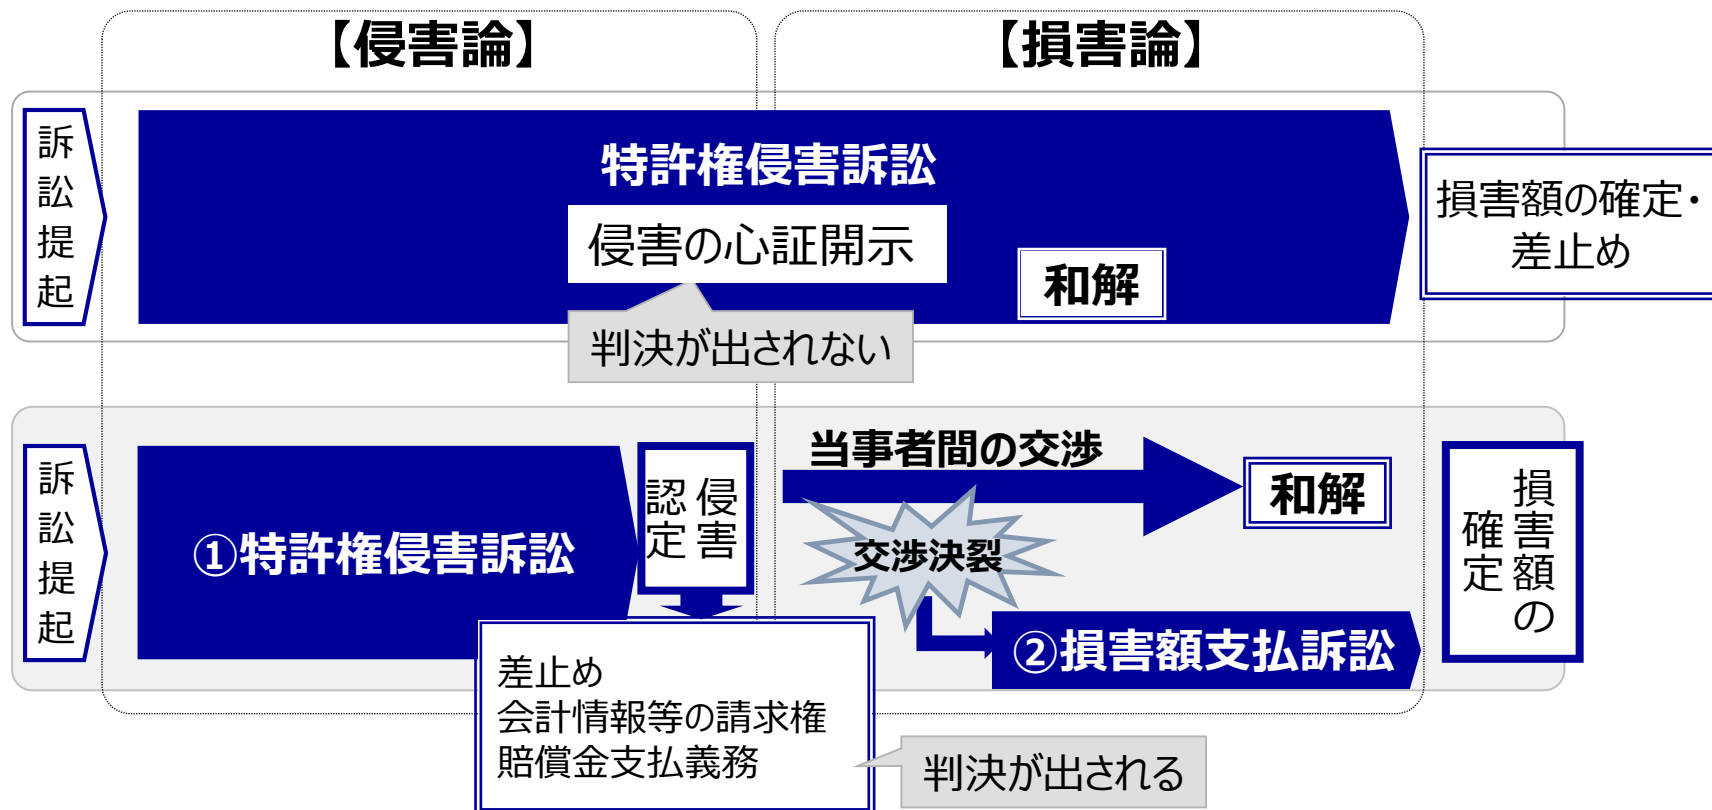 【侵害論】
【損害論】
訴訟提起
特許権侵害訴訟
侵害の心証開示
和解
判決が出されない
損害額の確定・
差止め
訴訟提起
①特許権侵害訴訟
侵害
認定
差止め
会計情報等の請求権
賠償金支払義務
判決が出される
当事者間の交渉
交渉決裂
和解
②損害額支払訴訟
損害額の
確定